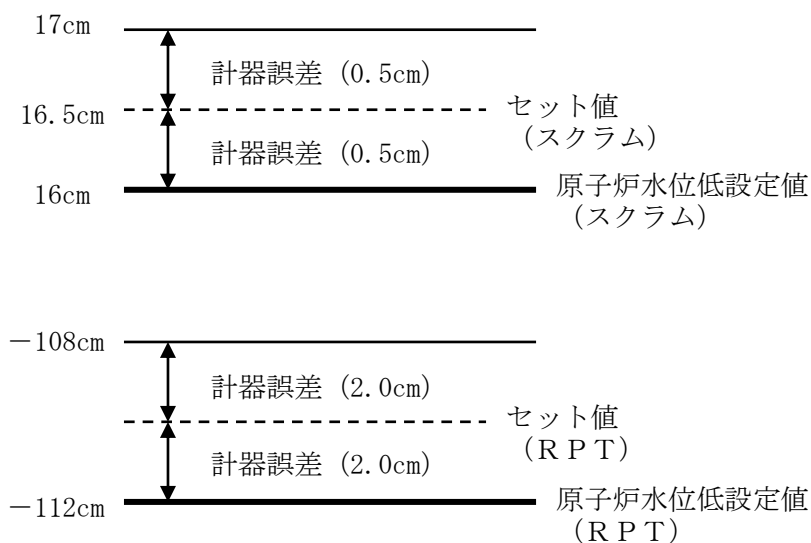 17cm
計器誤差 (0.5cm)
16.5cm
セット値
（スクラム）
計器誤差 (0.5cm)
16cm
原子炉水位低設定値
（スクラム）
－108cm
計器誤差 (2.0cm)
セット値
（ＲＰＴ）
計器誤差 (2.0cm)
－112cm
原子炉水位低設定値
（ＲＰＴ）